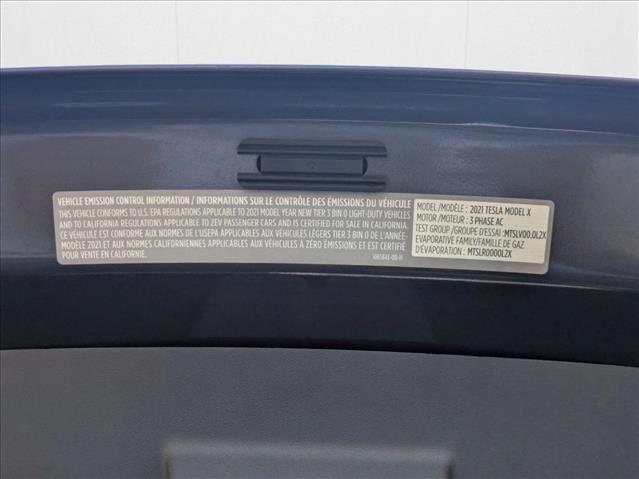 VEHICLE EMISSION CONTROL INFORMATION / INFORMATIONS SUR LE CONTRÔLE DES ÉMISSIONS DU VÉHICULE
THIS VEHICLE CONFORMS TO U.S. EPA REGULATIONS APPLICABLE TO 2021 MODEL YEAR NEW TIER 3 BIN 0 LIGHT-DUTY VEHICLES
AND TO CALIFORNIA REGULATIONS APPLICABLE TO ZEV PASSENGER CARS AND IS CERTIFIED FOR SALE IN CALIFORNIA.
CE VÉHICULE EST CONFORME AUX NORMES DE L'USEPA APPLICABLES AUX VÉHICULES LÉGERS TIER 3 BIN 0 DE L'ANNÉE-
MODÈLE 2021 ET AUX NORMES CALIFORNIENNES APPLICABLES AUX VÉHICULES À ZÉRO ÉMISSIONS ET EST CERTIFIÉ
POUR LA VENTE EN CALIFORNIE.
MODEL/MODÈLE : 2021 TESLA MODEL X
MOTOR/MOTEUR : 3 PHASE AC
TEST GROUP /GROUPE D'ESSAI :MTSLV00.0L2X
EVAPORATIVE FAMILY/FAMILLE DE GAZ
D'ÉVAPORATION : MTSLR0000L2X